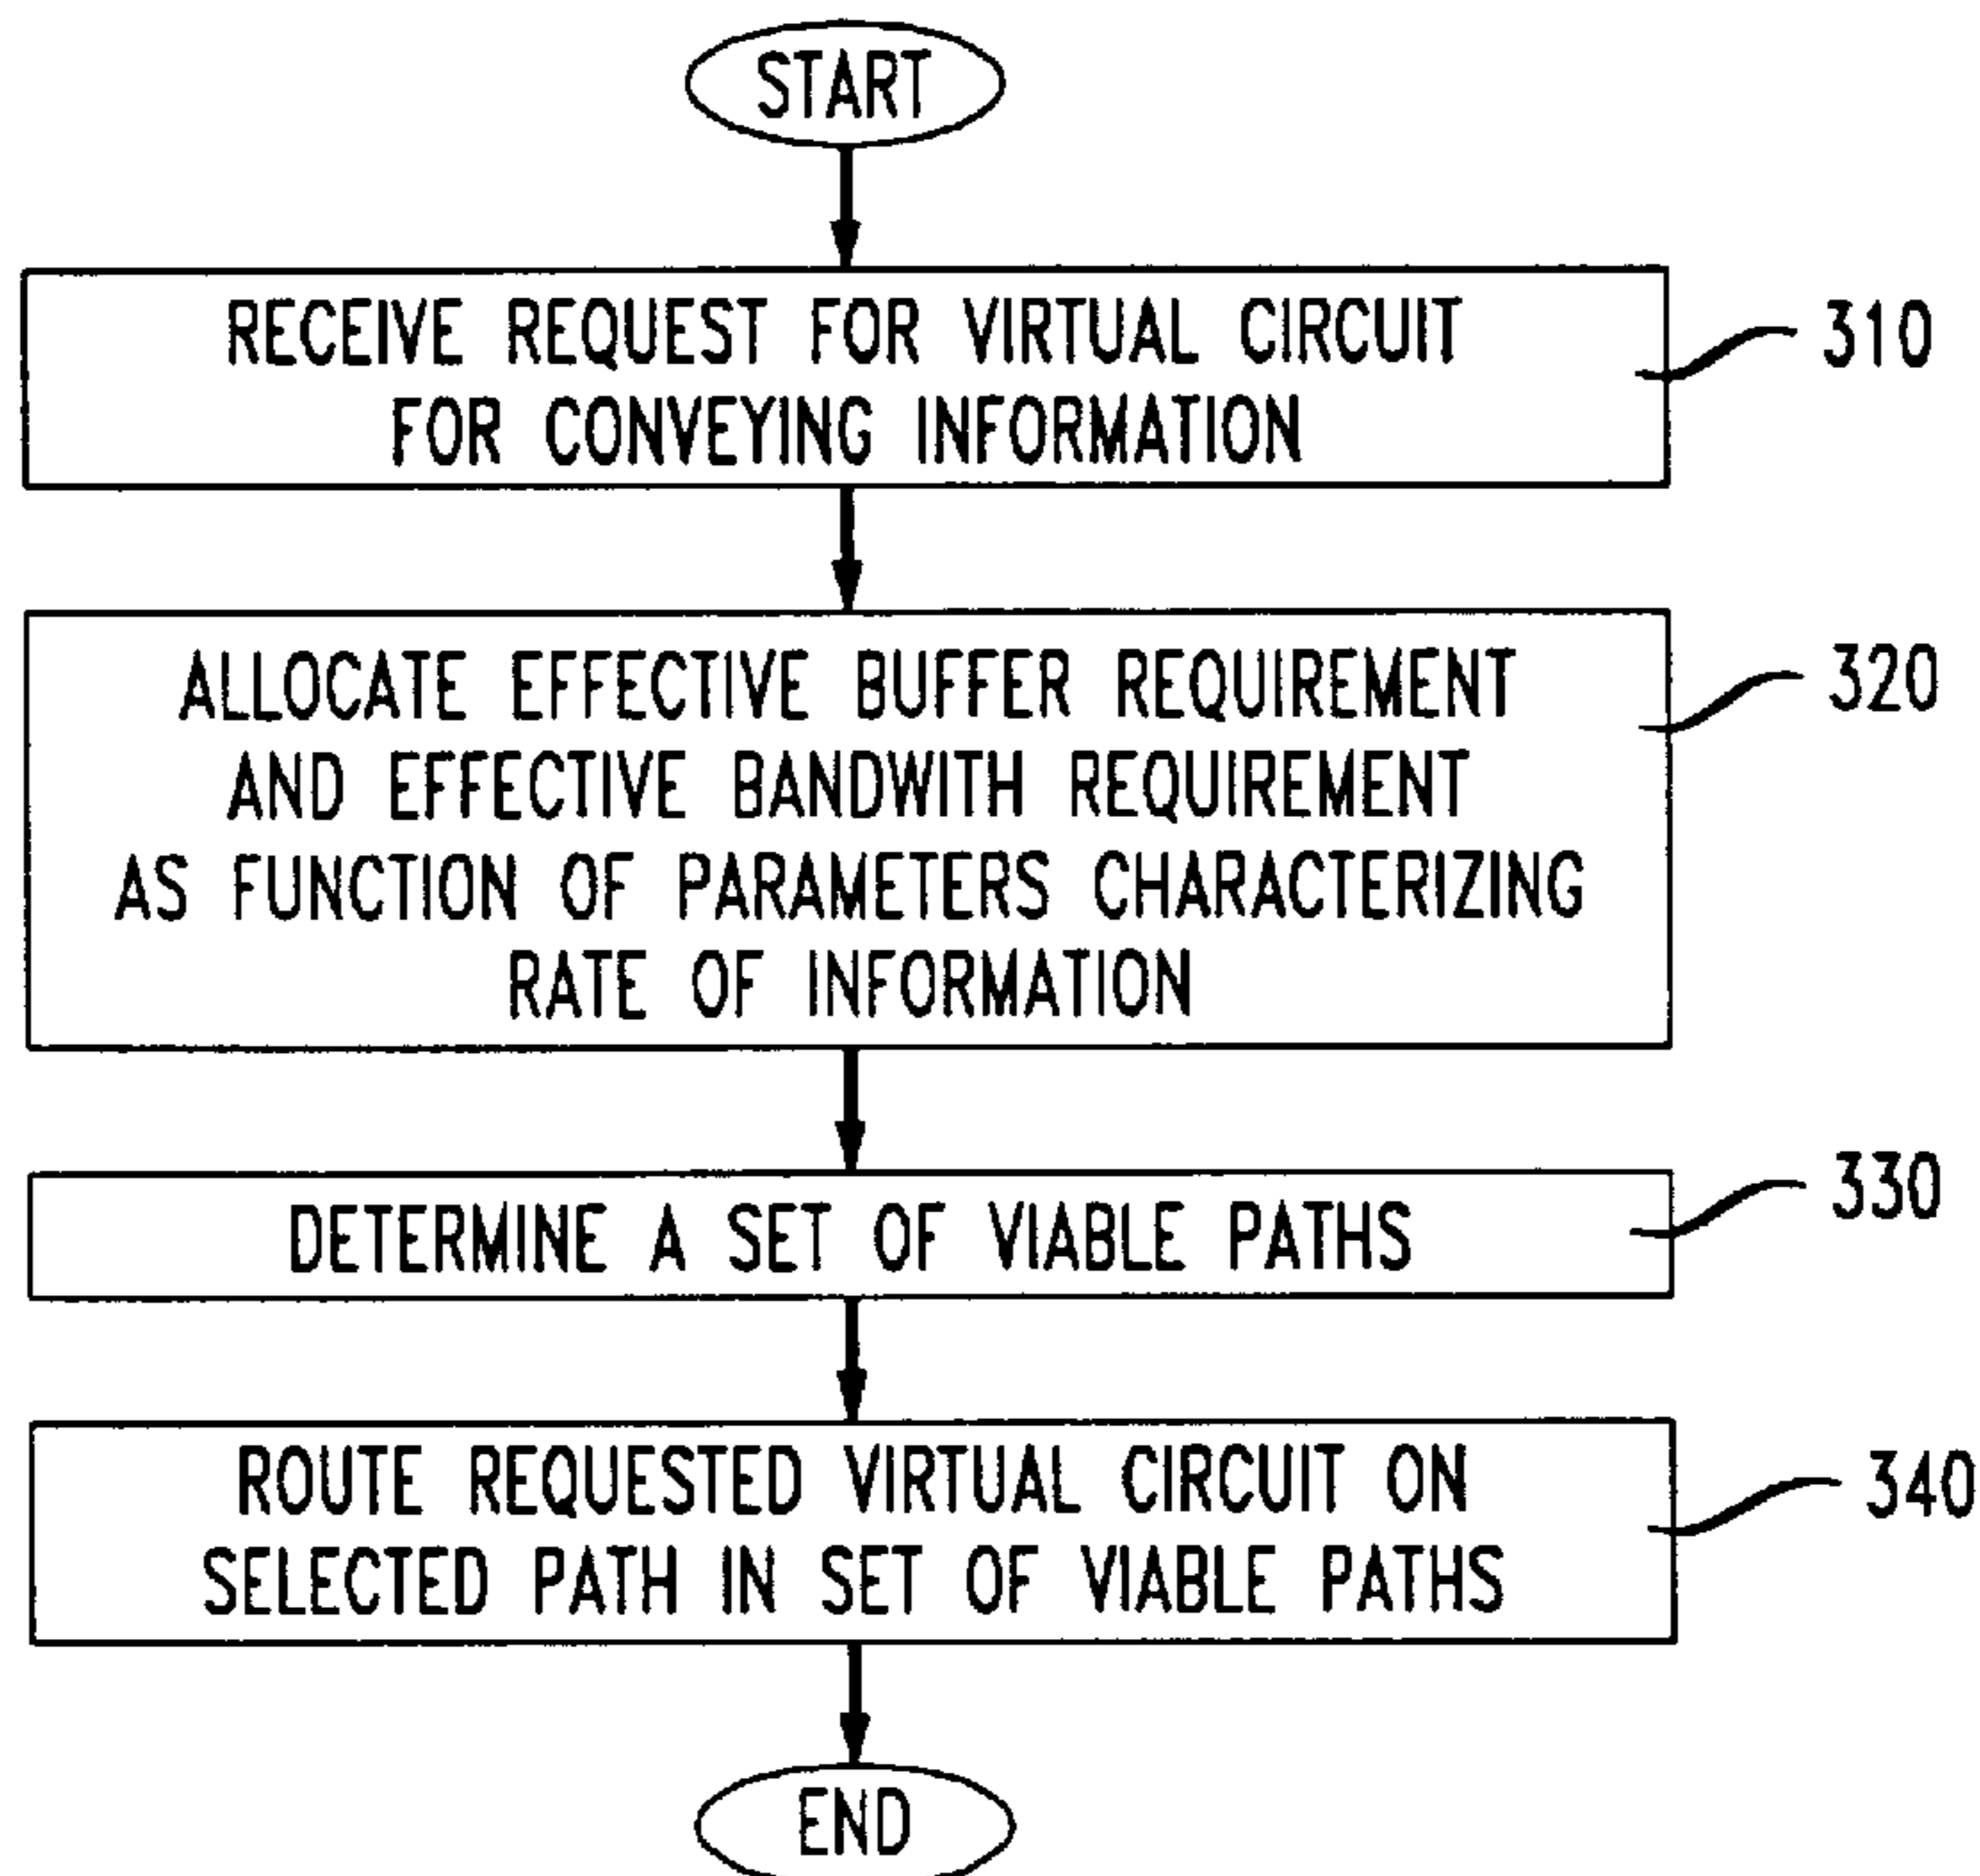 START
RECEIVE REQUEST FOR VIRTUAL CIRCUIT
FOR CONVEYING INFORMATION
310
ALLOCATE EFFECTIVE BUFFER REQUIREMENT
AND EFFECTIVE BANDWITH REQUIREMENT
AS FUNCTION OF PARAMETERS CHARACTERIZING
RATE OF INFORMATION
320
DETERMINE A SET OF VIABLE PATHS
330
ROUTE REQUESTED VIRTUAL CIRCUIT ON
SELECTED PATH IN SET OF VIABLE PATHS
340
END